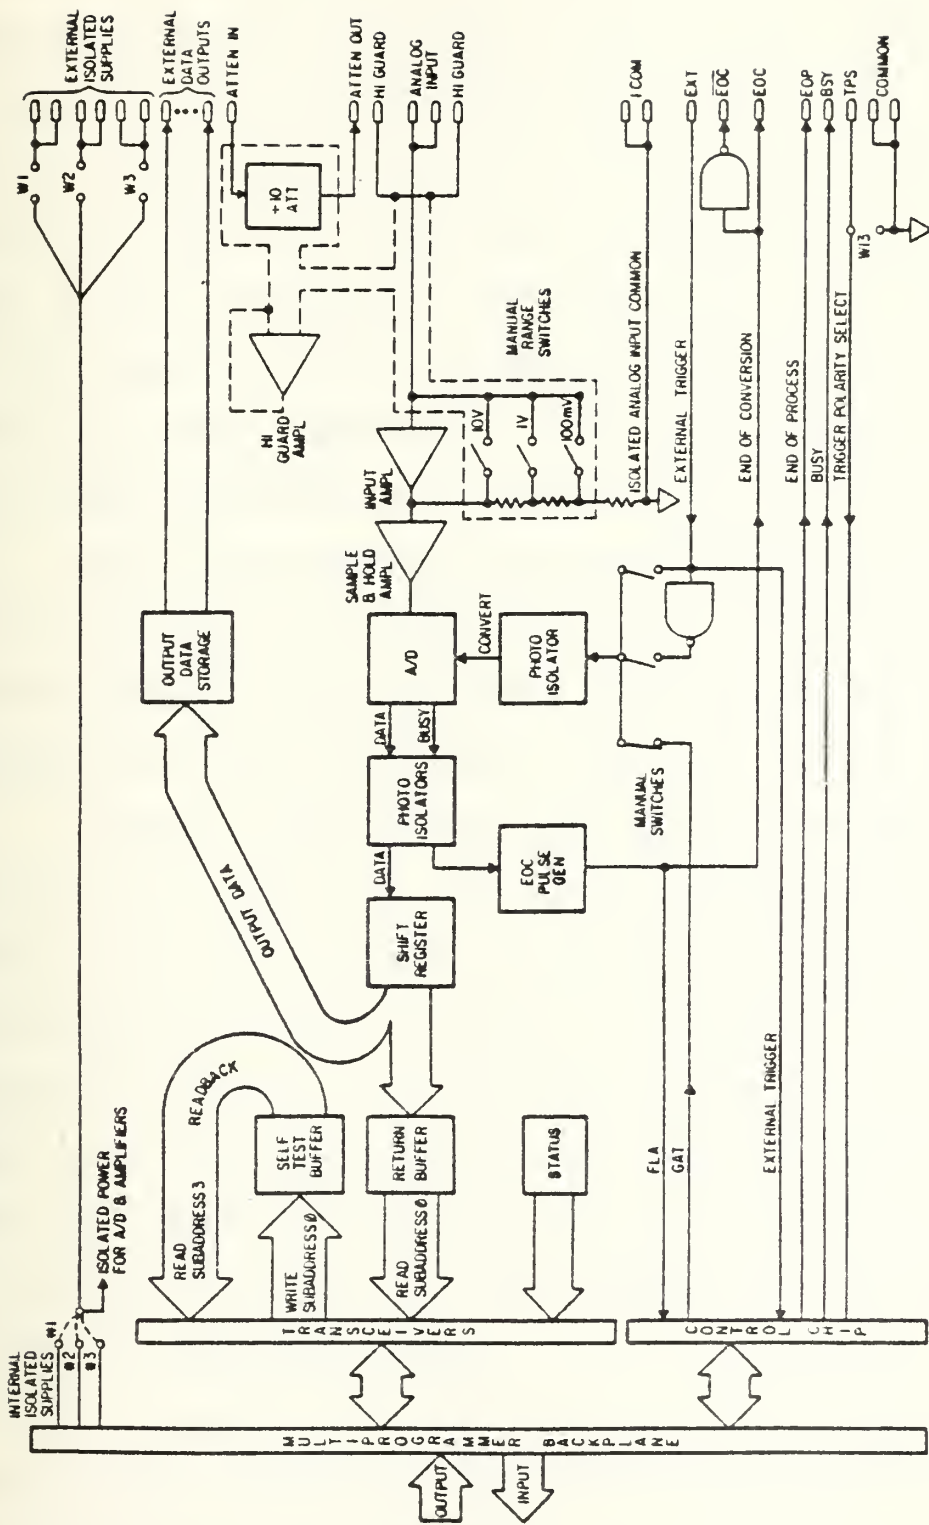 INTERNAL
ISOLATED
SUPPLIES
#1
#2
#3
ISOLATED POWER
FOR A/D & AMPLIFIERS
W1
W2
W3
EXTERNAL
ISOLATED
SUPPLIES
EXTERNAL
DATA
OUTPUTS
ATTEN IN
ATTEN OUT
HI GUARD
ANALOG
INPUT
HI GUARD
÷10
ATT
HI
GUARD
AMPL
OUTPUT
DATA
STORAGE
OUTPUT DATA
READBACK
READ
SUBADDRESS 3
SELF
TEST
BUFFER
WRITE
SUBADDRESS Ø
RETURN
BUFFER
READ
SUBADDRESS Ø
SHIFT
REGISTER
DATA
PHOTO
ISOLATORS
DATA
BUSY
A/D
SAMPLE
& HOLD
AMPL
INPUT
AMPL
MANUAL
RANGE
SWITCHES
10V
1V
100mV
CONVERT
PHOTO
ISOLATOR
EOC
PULSE
GEN
STATUS
MANUAL
SWITCHES
ISOLATED ANALOG INPUT COMMON
I COM
EXTERNAL TRIGGER
EXT
EOC
END OF CONVERSION
EOC
END OF PROCESS
EOP
BUSY
BSY
TRIGGER POLARITY SELECT
TPS
W13
COMMON
FLA
GAT
EXTERNAL TRIGGER
TRANSCEIVERS
CONTROL CHIP
MULTIPROGRAMMER BACKPLANE
OUTPUT
INPUT